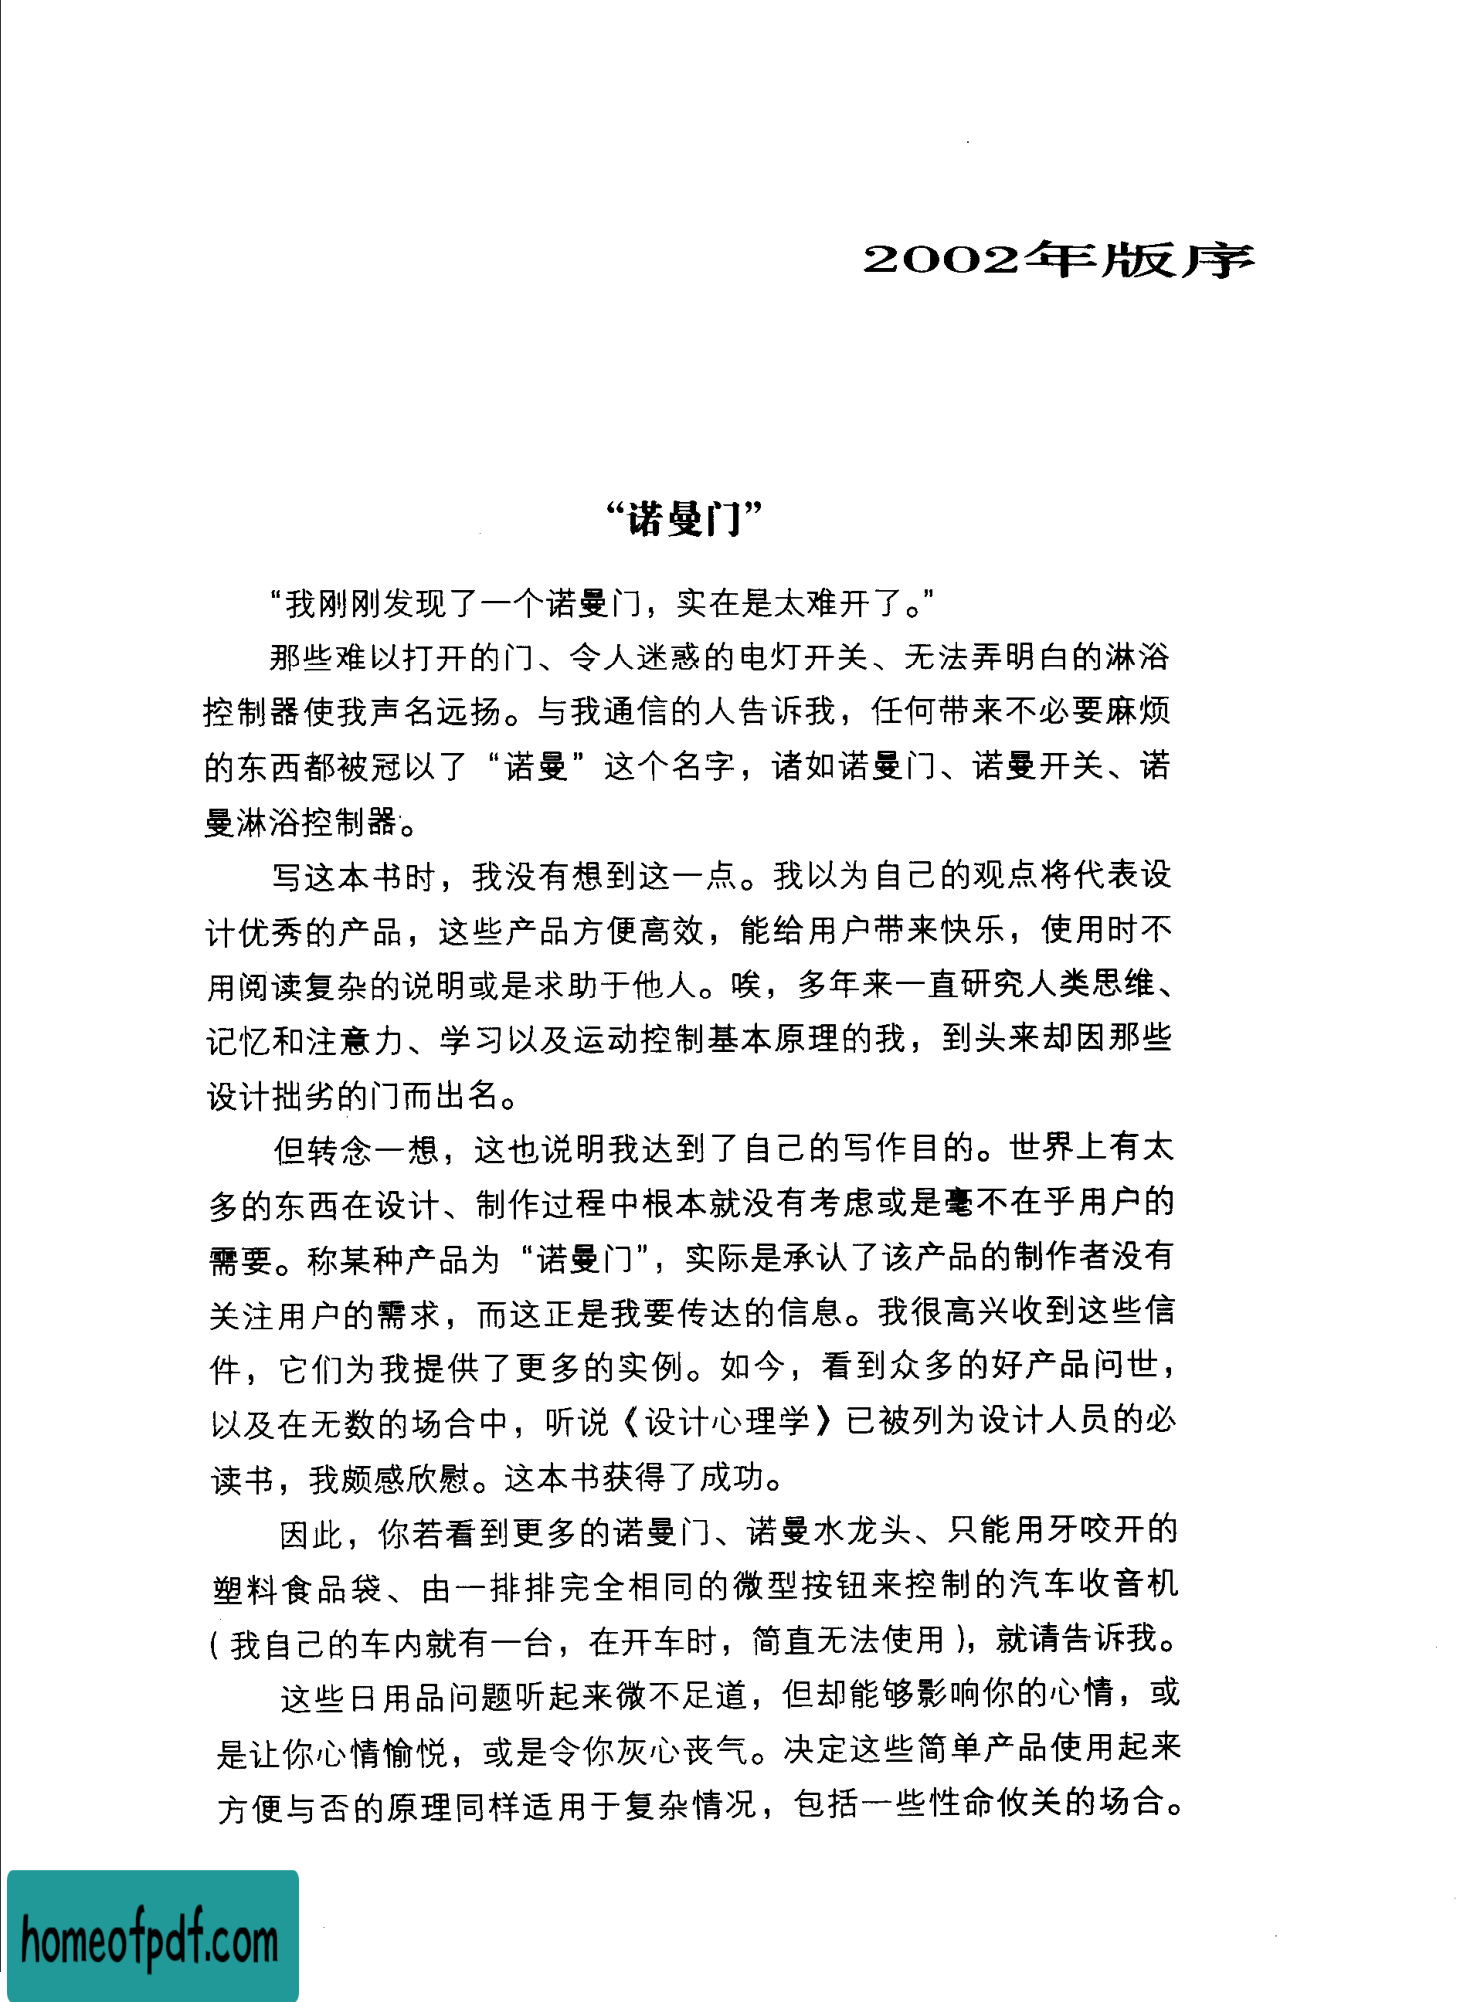 2002年版序
“诺曼门”
“我刚刚发现了一个诺曼门，实在是太难开了。”
那些难以打开的门、令人迷惑的电灯开关、无法弄明白的淋浴
控制器使我声名远扬。与我通信的人告诉我，任何带来不必要麻烦
的东西都被冠以了“诺曼”这个名字，诸如诺曼门、诺曼开关、诺
曼淋浴控制器。
写这本书时，我没有想到这一点。我以为自己的观点将代表设
计优秀的产品，这些产品方便高效，能给用户带来快乐，使用时不
用阅读复杂的说明或是求助于他人。唉，多年来一直研究人类思维、
记忆和注意力、学习以及运动控制基本原理的我，到头来却因那些
设计拙劣的门而出名。
但转念一想，这也说明我达到了自己的写作目的。世界上有太
多的东西在设计、制作过程中根本就没有考虑或是毫不在乎用户的
需要。称某种产品为“诺曼门”，实际是承认了该产品的制作者没有
关注用户的需求，而这正是我要传达的信息。我很高兴收到这些信
件，它们为我提供了更多的实例。如今，看到众多的好产品问世，
以及在无数的场合中，听说《设计心理学》已被列为设计人员的必
读书，我颇感欣慰。这本书获得了成功。
因此，你若看到更多的诺曼门、诺曼水龙头、只能用牙咬开的
塑料食品袋、由一排排完全相同的微型按钮来控制的汽车收音机
（我自己的车内就有一台，在开车时，简直无法使用），就请告诉我。
这些日用品问题听起来微不足道，但却能够影响你的心情，或
是让你心情愉悦，或是令你灰心丧气。决定这些简单产品使用起来
方便与否的原理同样适用于复杂情况，包括一些性命攸关的场合。
homeofpdf.com